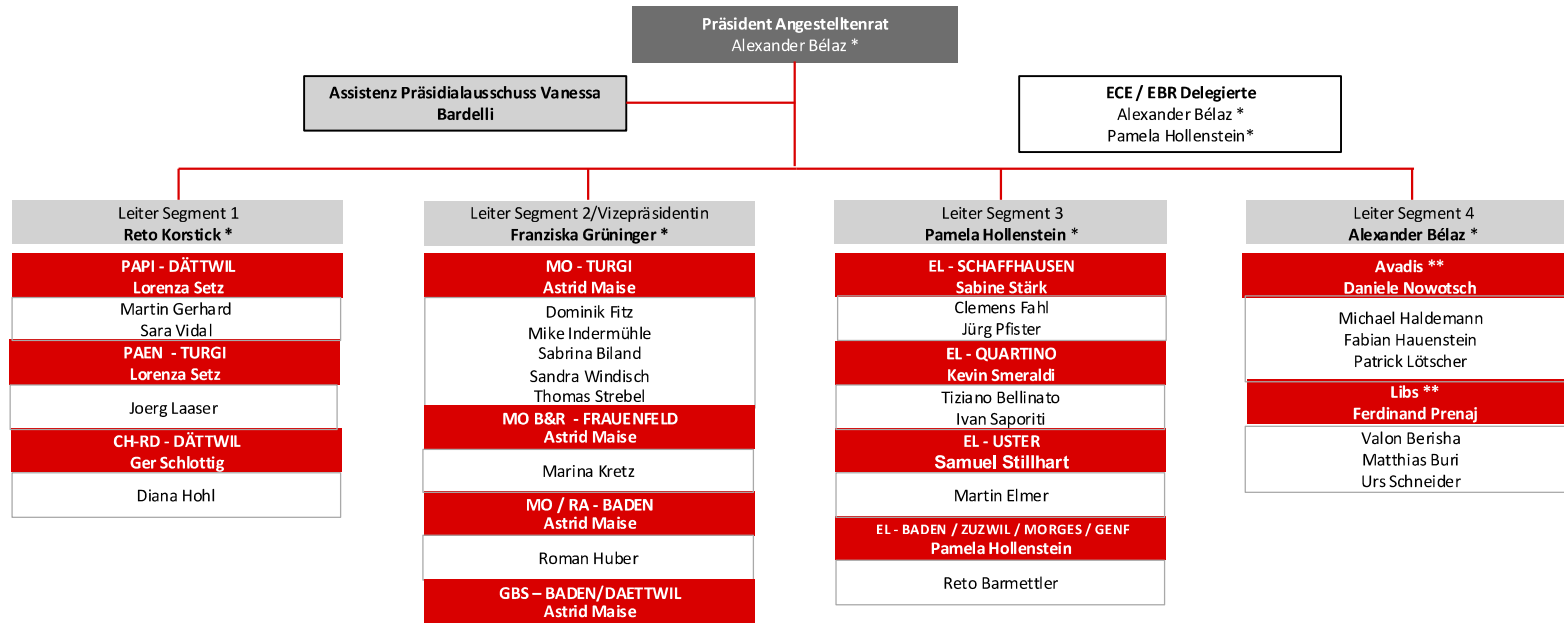 Präsident Angestelltenrat
Alexander Bélaz *
Assistenz Präsidialausschuss Vanessa
Bardelli
ECE / EBR Delegierte
Alexander Bélaz *
Pamela Hollenstein*
Leiter Segment 1
Reto Korstick *
PAPI - DÄTTWIL
Lorenza Setz
Martin Gerhard
Sara Vidal
PAEN - TURGI
Lorenza Setz
Joerg Laaser
CH-RD - DÄTTWIL
Ger Schlottig
Diana Hohl
Leiter Segment 2/Vizepräsidentin
Franziska Grüninger *
MO - TURGI
Astrid Maise
Dominik Fitz
Mike Indermühle
Sabrina Biland
Sandra Windisch
Thomas Strebel
MO B&R - FRAUENFELD
Astrid Maise
Marina Kretz
MO / RA - BADEN
Astrid Maise
Roman Huber
GBS – BADEN/DAETTWIL
Astrid Maise
Leiter Segment 3
Pamela Hollenstein *
EL - SCHAFFHAUSEN
Sabine Stärk
Clemens Fahl
Jürg Pfister
EL - QUARTINO
Kevin Smeraldi
Tiziano Bellinato
Ivan Saporiti
EL - USTER
Samuel Stillhart
Martin Elmer
EL - BADEN / ZUZWIL / MORGES / GENF
Pamela Hollenstein
Reto Barmettler
Leiter Segment 4
Alexander Bélaz *
Avadis **
Daniele Nowotsch
Michael Haldemann
Fabian Hauenstein
Patrick Lötscher
Libs **
Ferdinand Prenaj
Valon Berisha
Matthias Buri
Urs Schneider